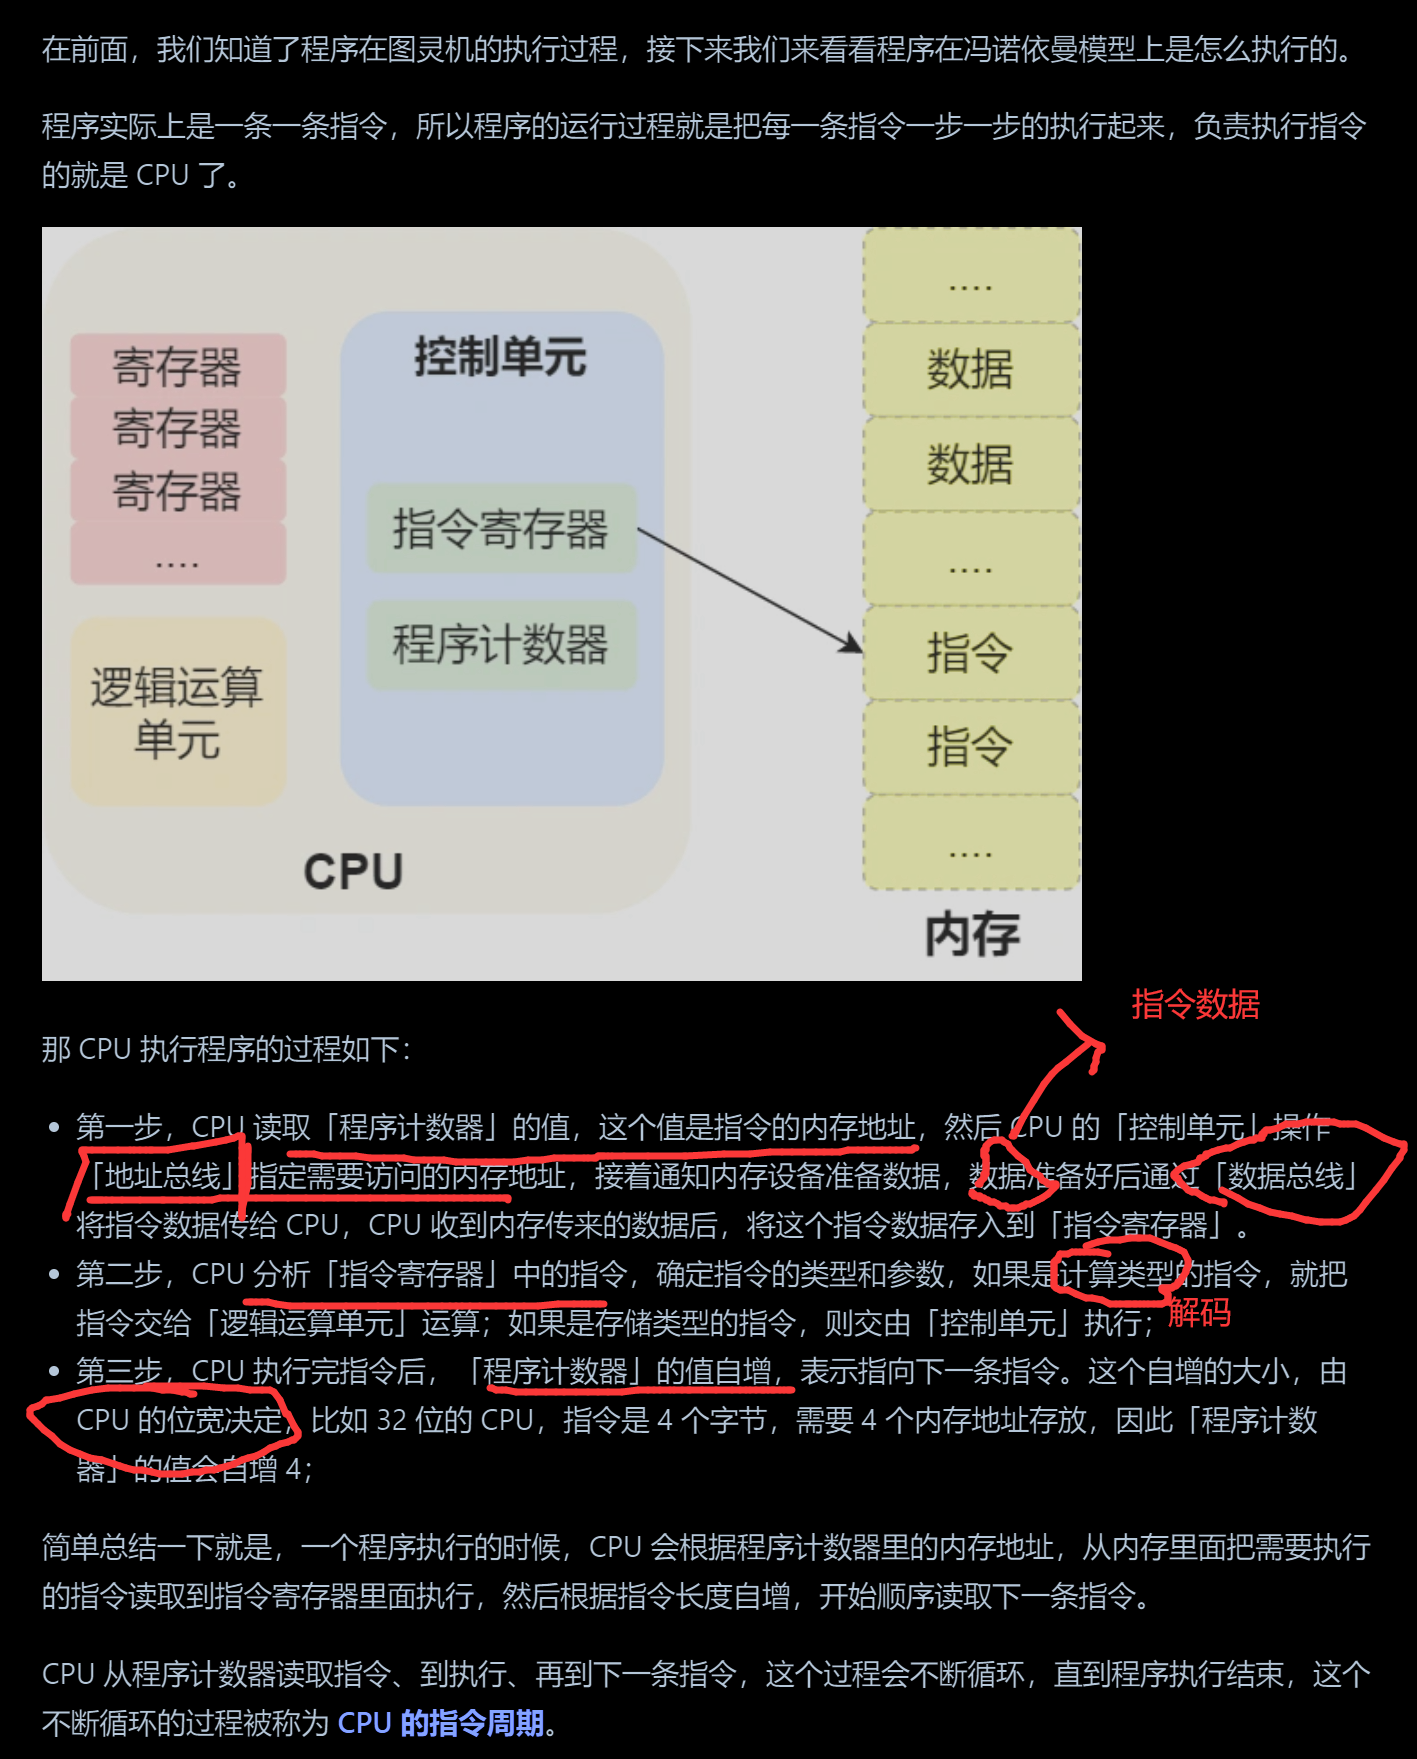 在前面，我们知道了程序在图灵机的执行过程，接下来我们来看看程序在冯诺依曼模型上是怎么执行的。
程序实际上是一条一条指令，所以程序的运行过程就是把每一条指令一步一步的执行起来，负责执行指令
的就是 CPU 了。
寄存器
寄存器
寄存器
....
逻辑运算
单元
控制单元
指令寄存器
程序计数器
CPU
....
数据
数据
....
指令
指令
....
内存
指令数据
那 CPU 执行程序的过程如下：
第一步，CPU 读取「程序计数器」的值，这个值是指令的内存地址，然后 CPU 的「控制单元」操作
「地址总线」指定需要访问的内存地址，接着通知内存设备准备数据，数据准备好后通过「数据总线」
将指令数据传给 CPU，CPU 收到内存传来的数据后，将这个指令数据存入到「指令寄存器」。
第二步，CPU 分析「指令寄存器」中的指令，确定指令的类型和参数，如果是计算类型的指令，就把
指令交给「逻辑运算单元」运算；如果是存储类型的指令，则交由「控制单元」执行；
解码
第三步，CPU 执行完指令后，「程序计数器」的值自增，表示指向下一条指令。这个自增的大小，由
CPU 的位宽决定，比如 32 位的 CPU，指令是 4 个字节，需要 4 个内存地址存放，因此「程序计数
器」的值会自增 4；
简单总结一下就是，一个程序执行的时候，CPU 会根据程序计数器里的内存地址，从内存里面把需要执行
的指令读取到指令寄存器里面执行，然后根据指令长度自增，开始顺序读取下一条指令。
CPU 从程序计数器读取指令、到执行、再到下一条指令，这个过程会不断循环，直到程序执行结束，这个
不断循环的过程被称为 CPU 的指令周期。